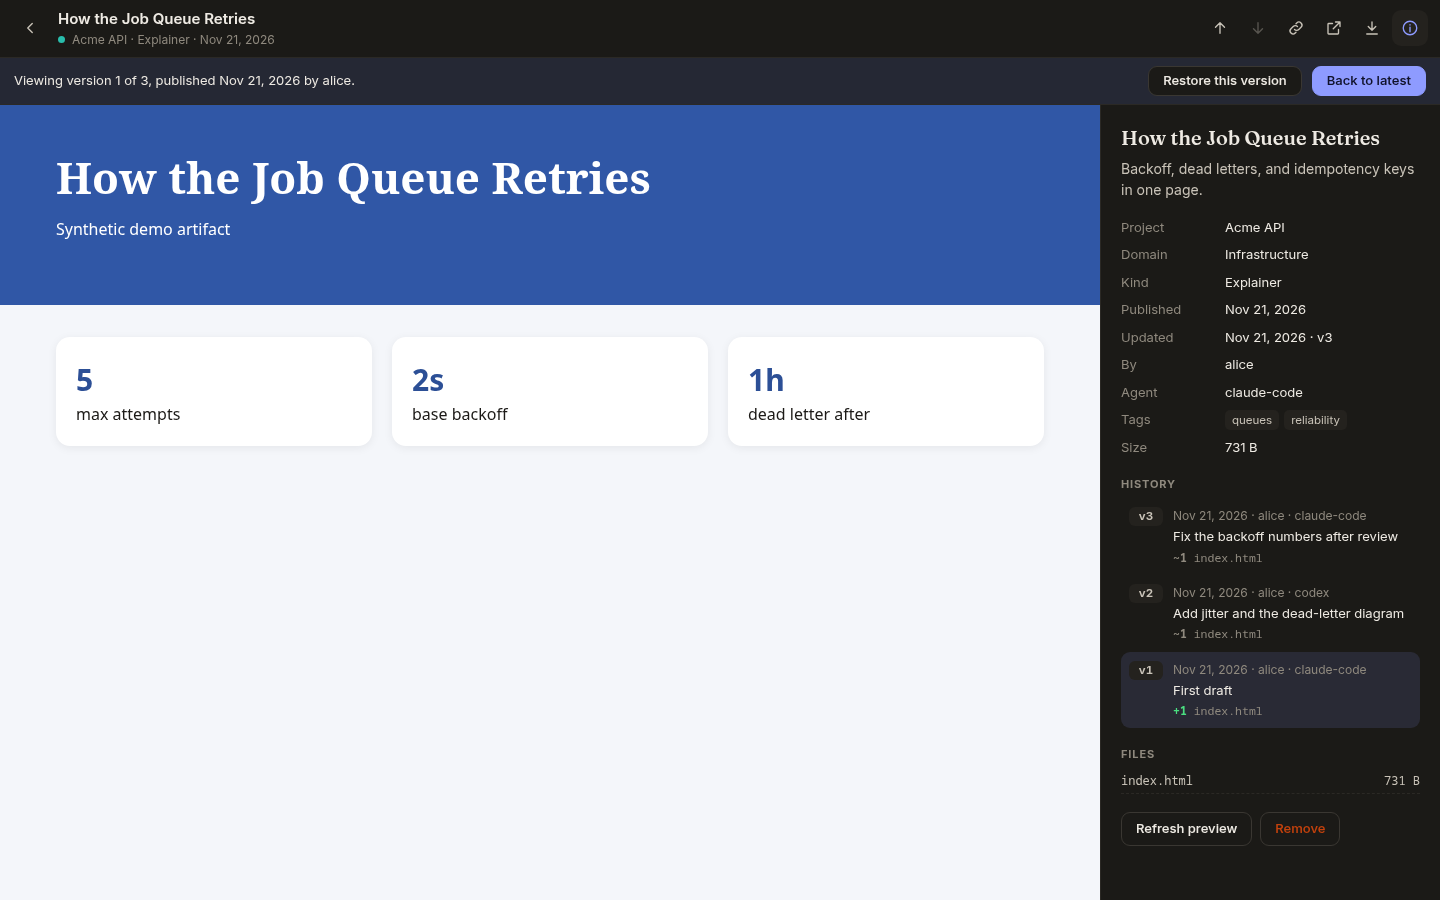 How the Job Queue Retries
Acme API · Explainer · Nov 21, 2026
Viewing version 1 of 3, published Nov 21, 2026 by alice.
Restore this version
Back to latest
How the Job Queue Retries
Synthetic demo artifact
5
max attempts
2s
base backoff
1h
dead letter after
How the Job Queue Retries
Backoff, dead letters, and idempotency keys
in one page.
Project Acme API
Domain Infrastructure
Kind Explainer
Published Nov 21, 2026
Updated Nov 21, 2026 · v3
By alice
Agent claude-code
Tags queues reliability
Size 731 B
HISTORY
v3 Nov 21, 2026 · alice · claude-code
Fix the backoff numbers after review
~1 index.html
v2 Nov 21, 2026 · alice · codex
Add jitter and the dead-letter diagram
~1 index.html
v1 Nov 21, 2026 · alice · claude-code
First draft
+1 index.html
FILES
index.html 731 B
Refresh preview
Remove